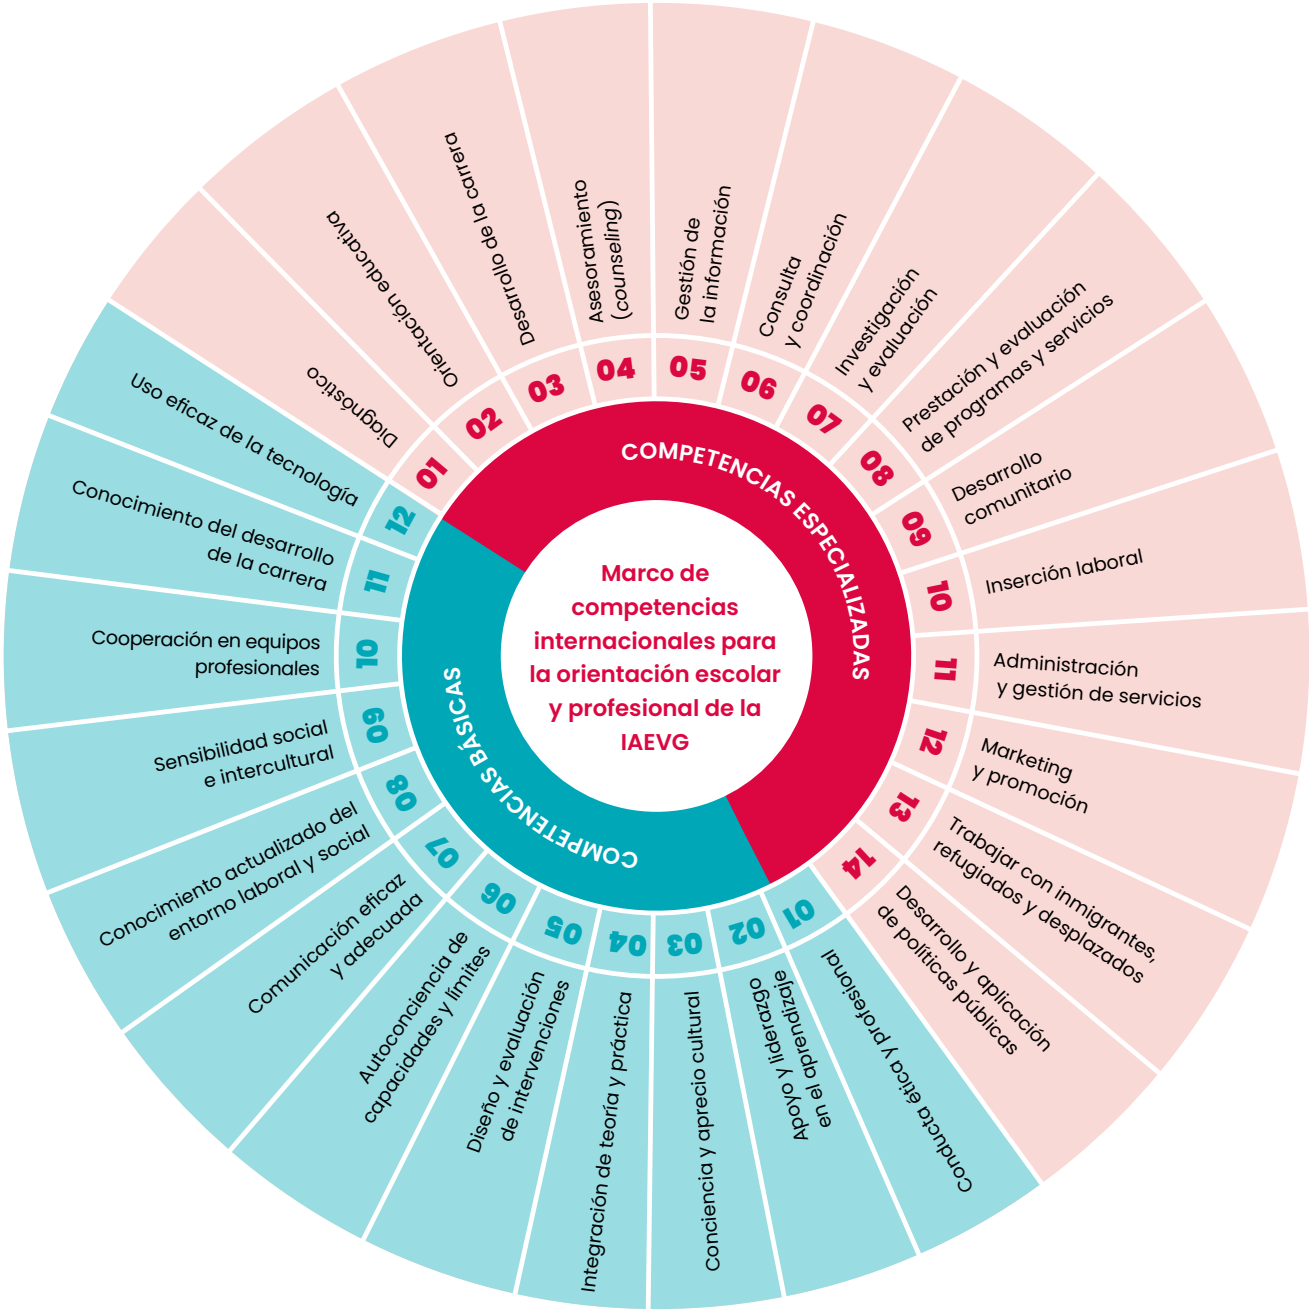 Marco de
competencias
internacionales para
la orientación escolar
y profesional de la
IAEVG
COMPETENCIAS ESPECIALIZADAS
01
Diagnóstico
02
Orientación educativa
03
Desarrollo de la carrera
04
Asesoramiento
(counseling)
05
Gestión de
la información
06
Consulta
y coordinación
07
Investigación
y evaluación
08
Prestación y evaluación
de programas y servicios
09
Desarrollo
comunitario
10
Inserción laboral
11
Administración
y gestión de servicios
12
Marketing
y promoción
13
Trabajar con inmigrantes,
refugiados y desplazados
14
Desarrollo y aplicación
de políticas públicas
COMPETENCIAS BÁSICAS
01
Conducta ética y profesional
02
Apoyo y liderazgo
en el aprendizaje
03
Conciencia y aprecio cultural
04
Integración de teoría y práctica
05
Diseño y evaluación
de intervenciones
06
Autoconciencia de
capacidades y límites
07
Comunicación eficaz
y adecuada
08
Conocimiento actualizado del
entorno laboral y social
09
Sensibilidad social
e intercultural
10
Cooperación en equipos
profesionales
11
Conocimiento del desarrollo
de la carrera
12
Uso eficaz de la tecnología